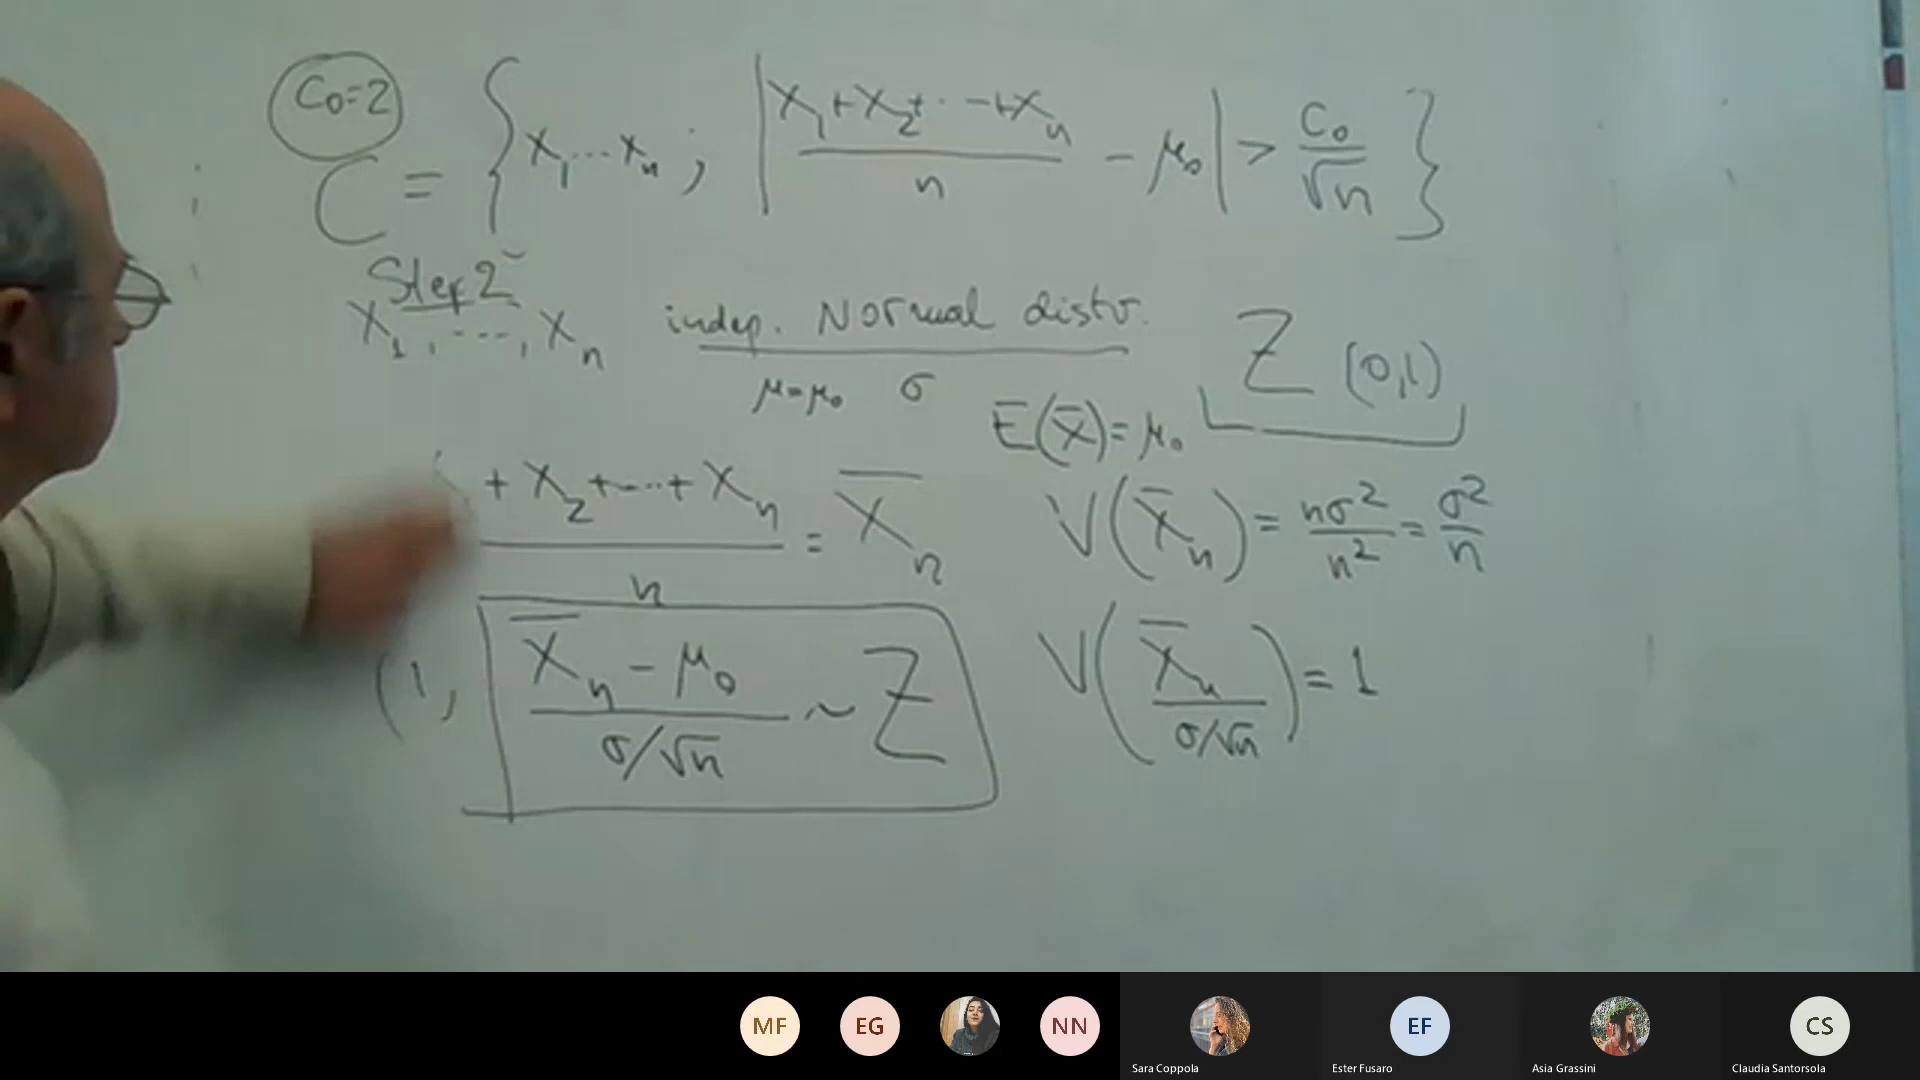 C₀=2
C = { x₁...xₙ ; | (X₁+X₂+...+Xₙ)/n - μ₀ | > C₀/√n }
Step 2
X₁, ..., Xₙ indep. Normal distr. Z (0,1)
μ=μ₀ σ
E(X̄)=μ₀
+ X₂+...+Xₙ / n = X̄ₙ
V(X̄ₙ) = nσ²/n² = σ²/n
(1, (X̄ₙ - μ₀)/(σ/√n) ~ Z
V(X̄ₙ/(σ/√n)) = 1
MF EG NN EF CS
Sara Coppola Ester Fusaro Asia Grassini Claudia Santorsola